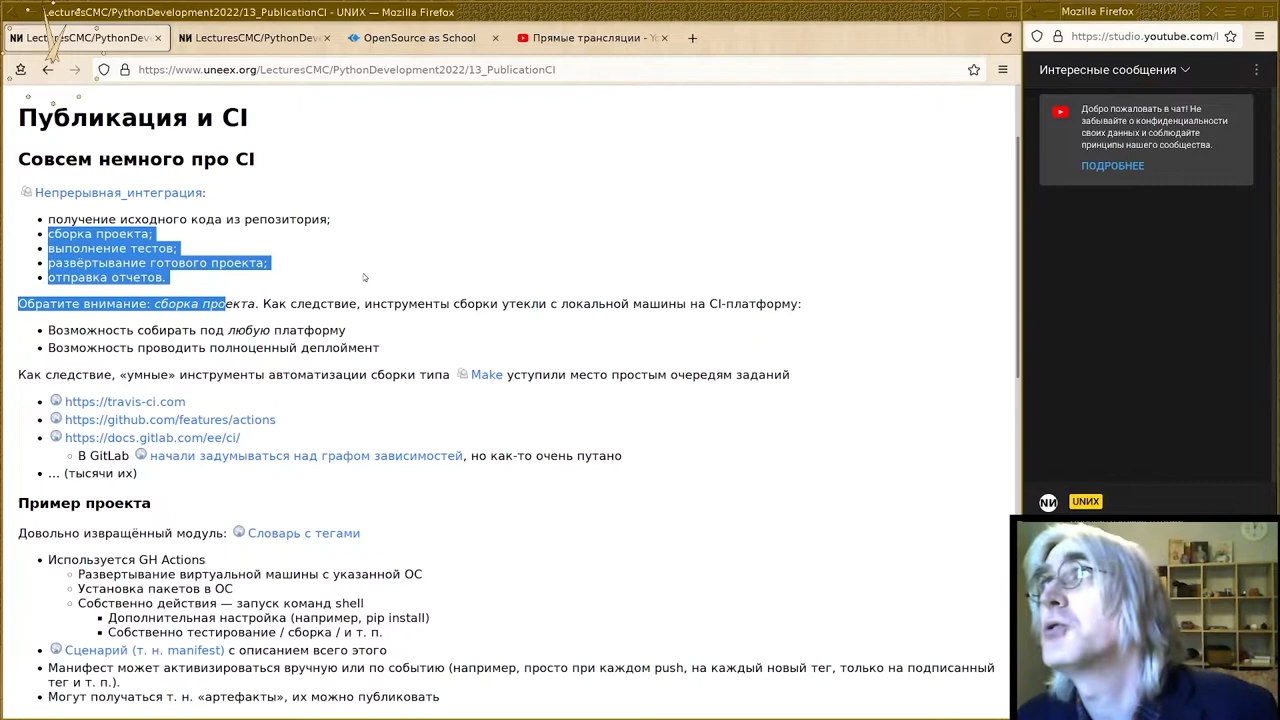 LecturesCMC/PythonDevelopment2022/13_PublicationCI - UNИX — Mozilla Firefox
Mozilla Firefox
LecturesCMC/PythonDeve
LecturesCMC/PythonDev
OpenSource as School
Прямые трансляции - Yo
https://www.uneex.org/LecturesCMC/PythonDevelopment2022/13_PublicationCI
https://studio.youtube.com/l
Публикация и CI
Совсем немного про CI
Непрерывная_интеграция:
получение исходного кода из репозитория;
сборка проекта;
выполнение тестов;
развёртывание готового проекта;
отправка отчетов.
Обратите внимание: сборка проекта. Как следствие, инструменты сборки утекли с локальной машины на CI-платформу:
Возможность собирать под любую платформу
Возможность проводить полноценный деплоймент
Как следствие, «умные» инструменты автоматизации сборки типа Make уступили место простым очередям заданий
https://travis-ci.com
https://github.com/features/actions
https://docs.gitlab.com/ee/ci/
В GitLab начали задумываться над графом зависимостей, но как-то очень путано
… (тысячи их)
Пример проекта
Довольно извращённый модуль: Словарь с тегами
Используется GH Actions
Развертывание виртуальной машины с указанной ОС
Установка пакетов в ОС
Собственно действия — запуск команд shell
Дополнительная настройка (например, pip install)
Собственно тестирование / сборка / и т. п.
Сценарий (т. н. manifest) с описанием всего этого
Манифест может активизироваться вручную или по событию (например, просто при каждом push, на каждый новый тег, только на подписанный
тег и т. п.).
Могут получаться т. н. «артефакты», их можно публиковать
Интересные сообщения
Добро пожаловать в чат! Не
забывайте о конфиденциальности
своих данных и соблюдайте
принципы нашего сообщества.
ПОДРОБНЕЕ
NИ UNИX